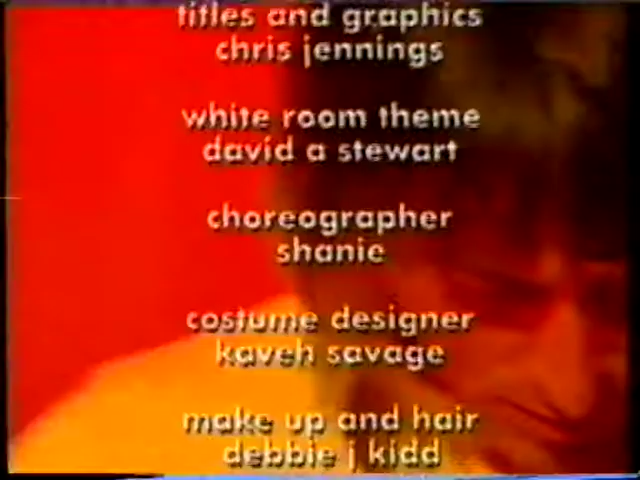 titles and graphics
chris jennings
white room theme
david a stewart
choreographer
shanie
costume designer
kaveh savage
make up and hair
debbie j kidd